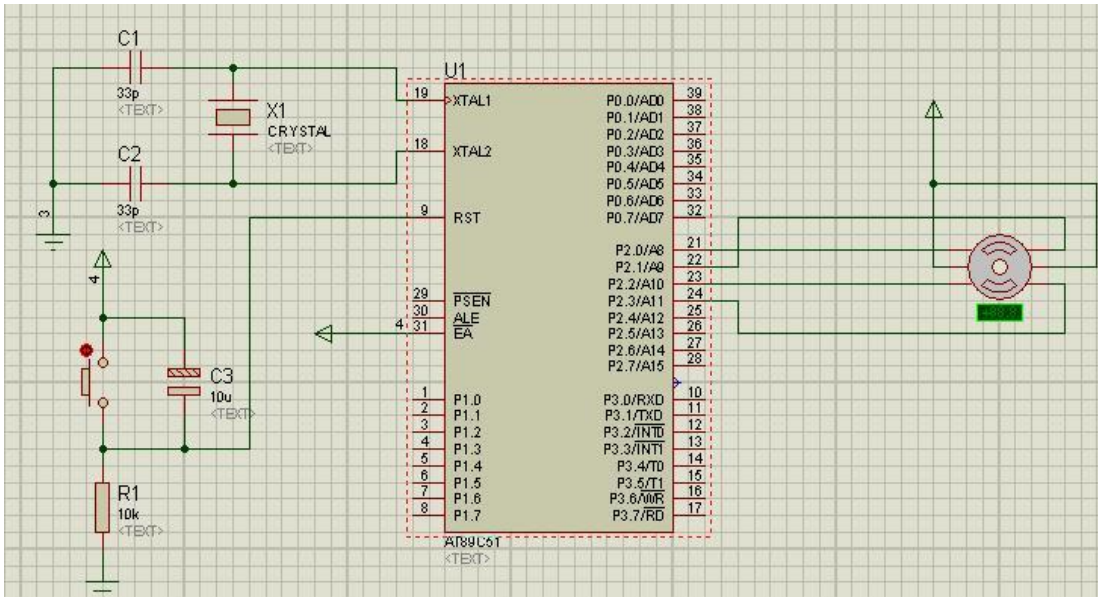 C1
33p
<TEXT>
X1
CRYSTAL
<TEXT>
C2
33p
<TEXT>
3
4
C3
10u
<TEXT>
R1
10k
<TEXT>
U1
19 XTAL1
18 XTAL2
9 RST
29 PSEN
30 ALE
4 31 EA
1 P1.0
2 P1.1
3 P1.2
4 P1.3
5 P1.4
6 P1.5
7 P1.6
8 P1.7
P0.0/AD0 39
P0.1/AD1 38
P0.2/AD2 37
P0.3/AD3 36
P0.4/AD4 35
P0.5/AD5 34
P0.6/AD6 33
P0.7/AD7 32
P2.0/A8 21
P2.1/A9 22
P2.2/A10 23
P2.3/A11 24
P2.4/A12 25
P2.5/A13 26
P2.6/A14 27
P2.7/A15 28
P3.0/RXD 10
P3.1/TXD 11
P3.2/INT0 12
P3.3/INT1 13
P3.4/T0 14
P3.5/T1 15
P3.6/WR 16
P3.7/RD 17
AT89C51
<TEXT>